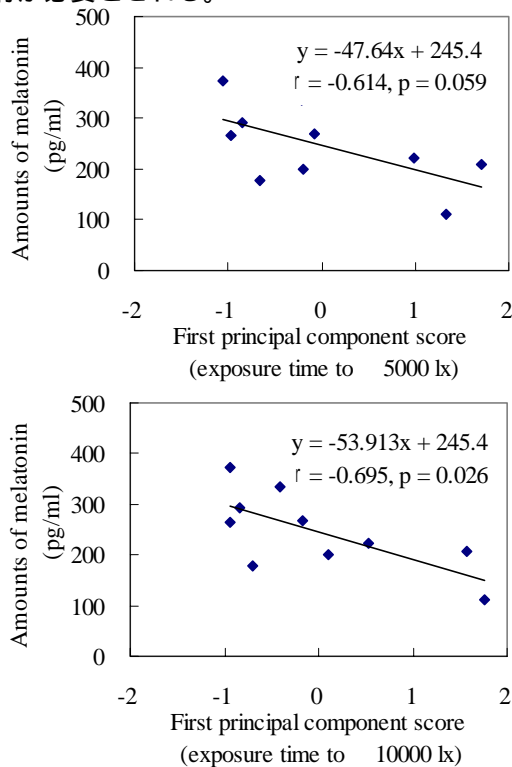 500
400
300
200
100
0
Amounts of melatonin
(pg/ml)
y = -47.64x + 245.4
r = -0.614, p = 0.059
-2 -1 0 1 2
First principal component score
(exposure time to 5000 lx)
500
400
300
200
100
0
Amounts of melatonin
(pg/ml)
y = -53.913x + 245.4
r = -0.695, p = 0.026
-2 -1 0 1 2
First principal component score
(exposure time to 10000 lx)